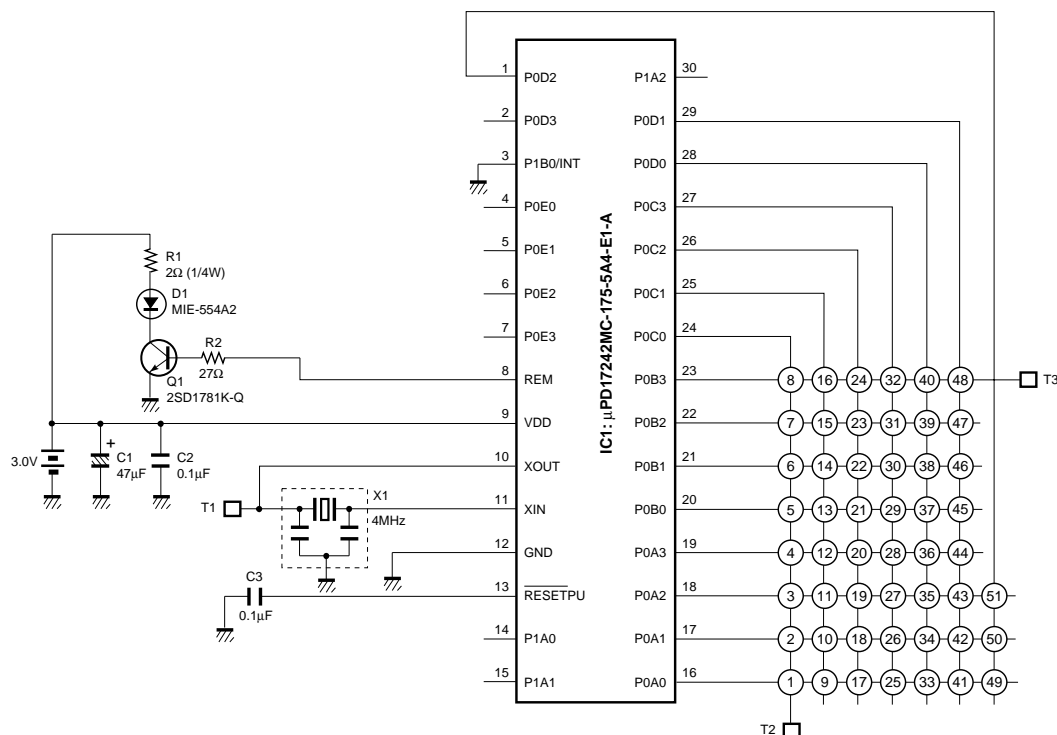 1 P0D2
2 P0D3
3 P1B0/INT
4 P0E0
5 P0E1
6 P0E2
7 P0E3
8 REM
9 VDD
10 XOUT
11 XIN
12 GND
13 RESETPU
14 P1A0
15 P1A1
IC1: μPD17242MC-175-5A4-E1-A
P1A2 30
P0D1 29
P0D0 28
P0C3 27
P0C2 26
P0C1 25
P0C0 24
P0B3 23
P0B2 22
P0B1 21
P0B0 20
P0A3 19
P0A2 18
P0A1 17
P0A0 16
R1
2Ω (1/4W)
D1
MIE-554A2
R2
27Ω
Q1
2SD1781K-Q
3.0V
+
C1
47μF
C2
0.1μF
T1
X1
4MHz
C3
0.1μF
8 16 24 32 40 48 T3
7 15 23 31 39 47
6 14 22 30 38 46
5 13 21 29 37 45
4 12 20 28 36 44
3 11 19 27 35 43 51
2 10 18 26 34 42 50
1 9 17 25 33 41 49
T2